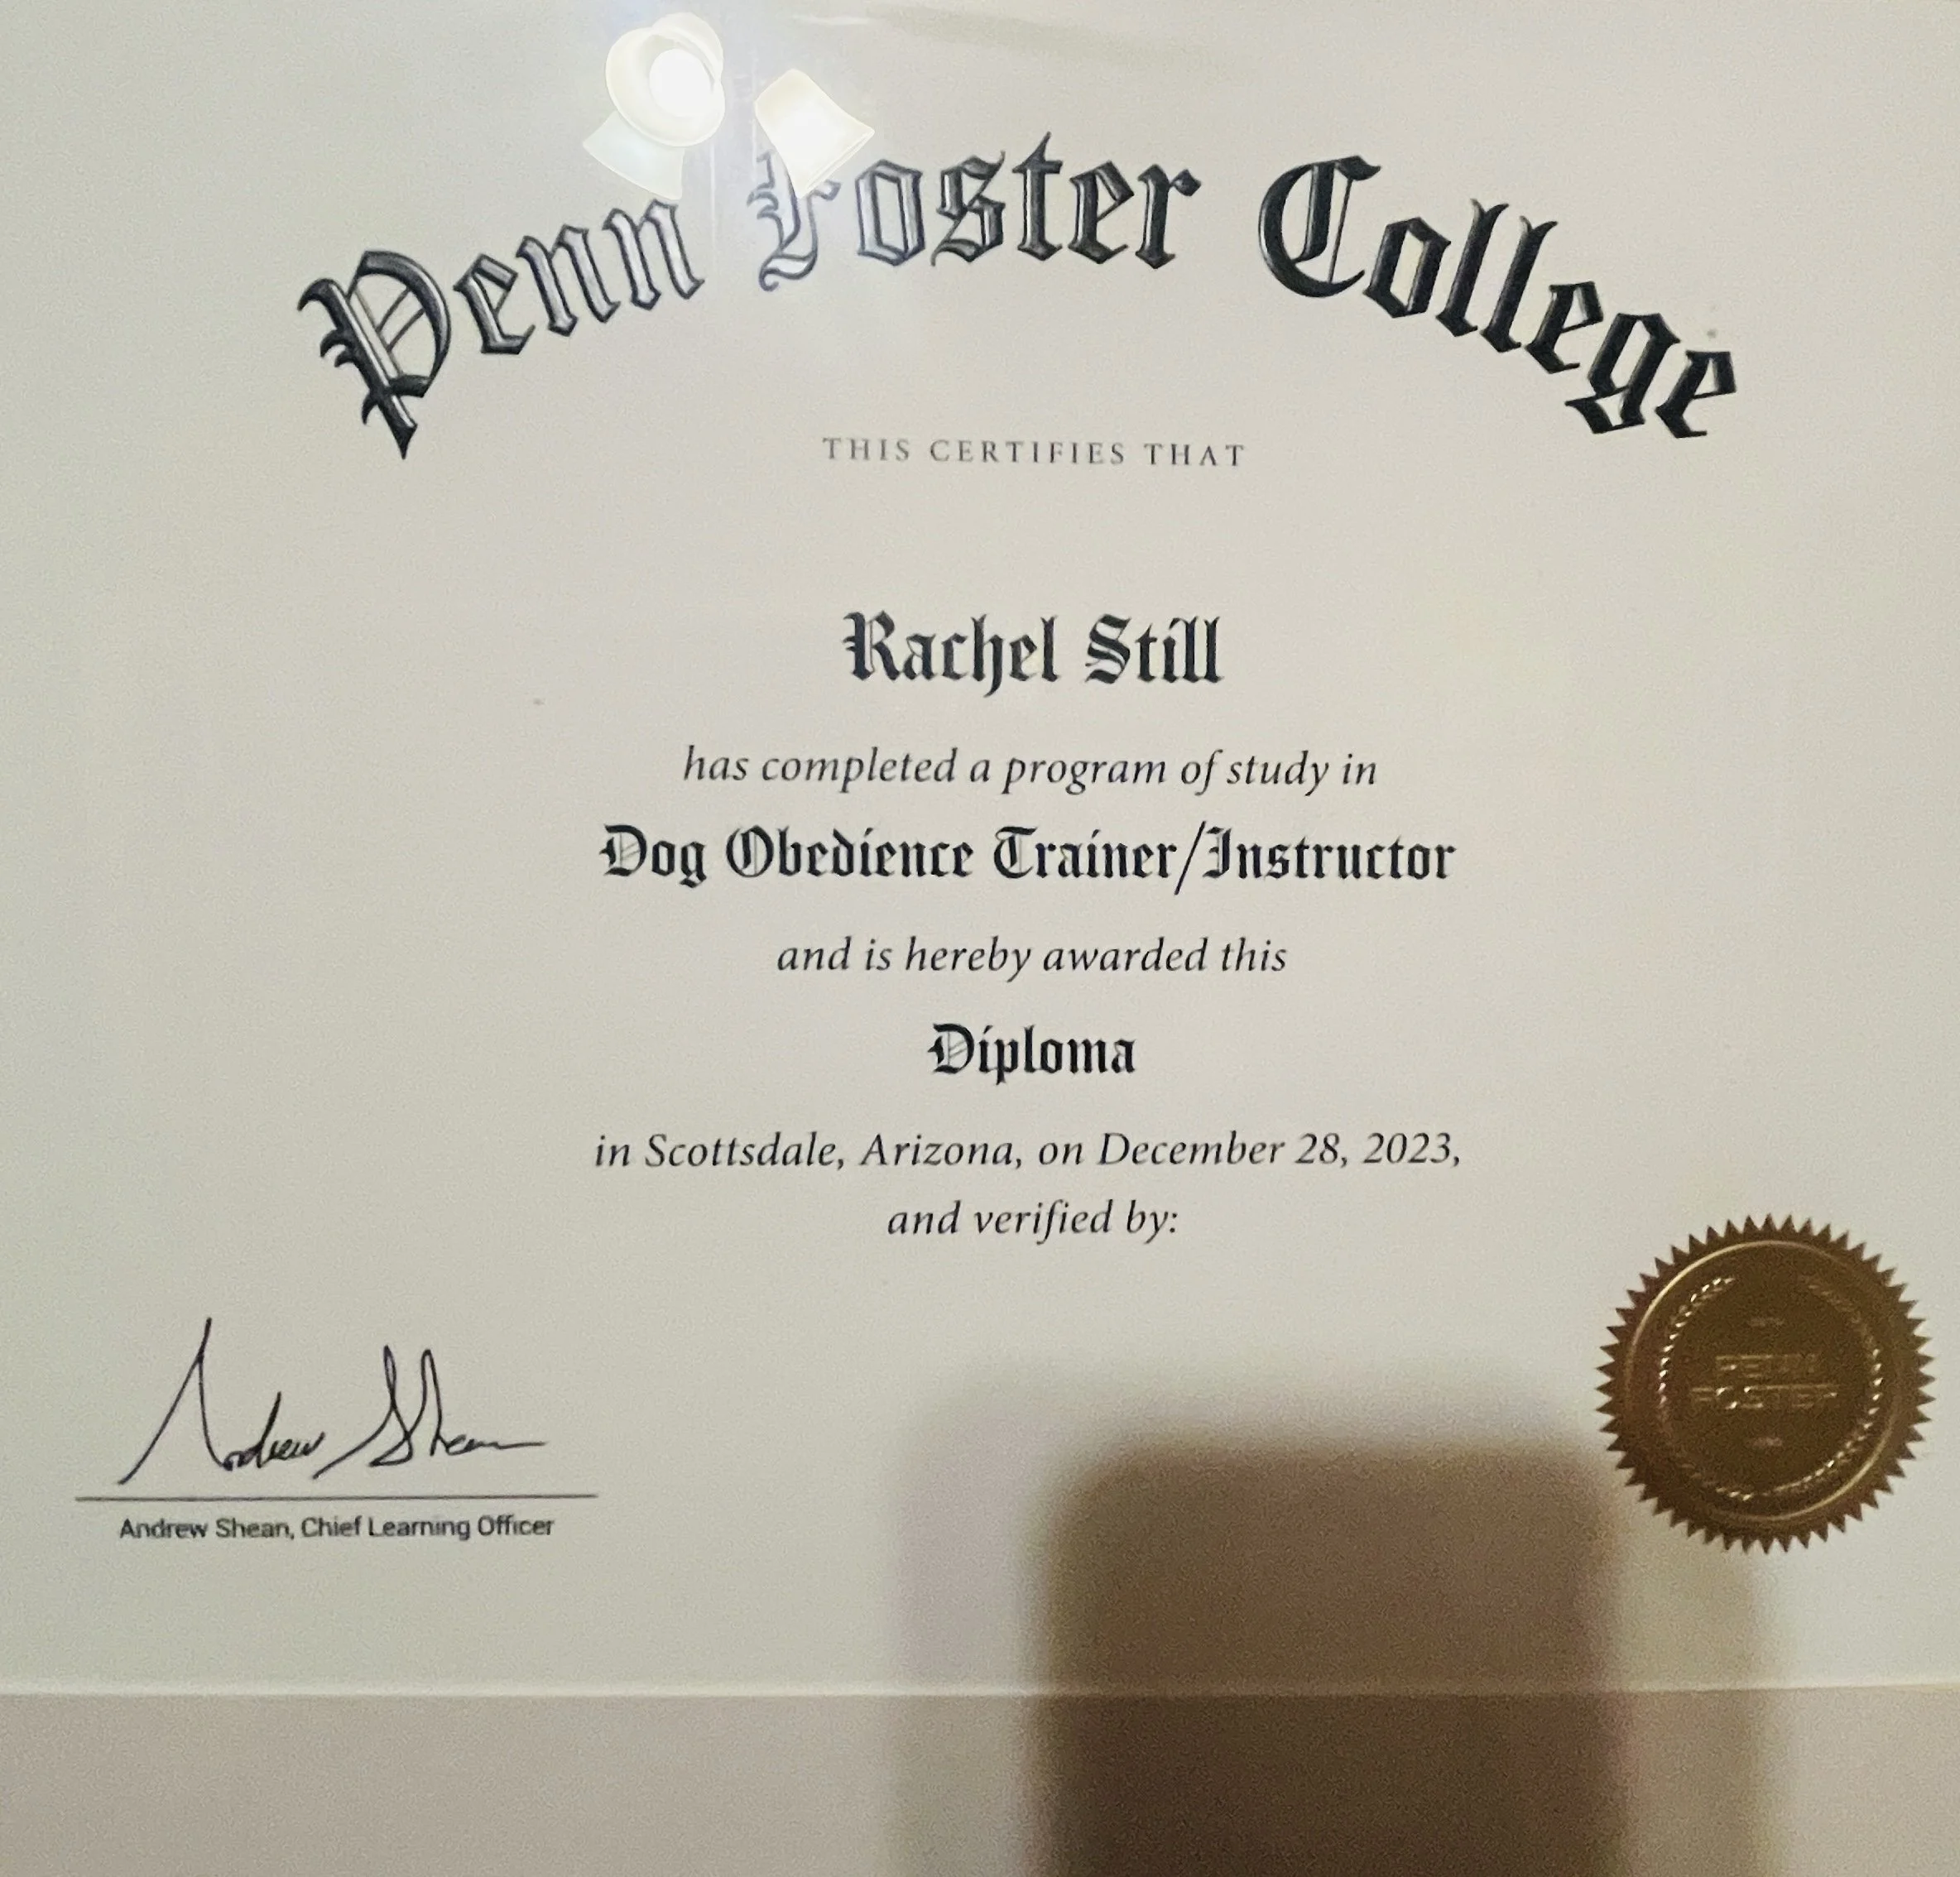 Penn Foster College
THIS CERTIFIES THAT
Rachel Still
has completed a program of study in
Dog Obedience Trainer/Instructor
and is hereby awarded this
Diploma
in Scottsdale, Arizona, on December 28, 2023,
and verified by:
Andrew Shean
Andrew Shean, Chief Learning Officer
PENN
FOSTER